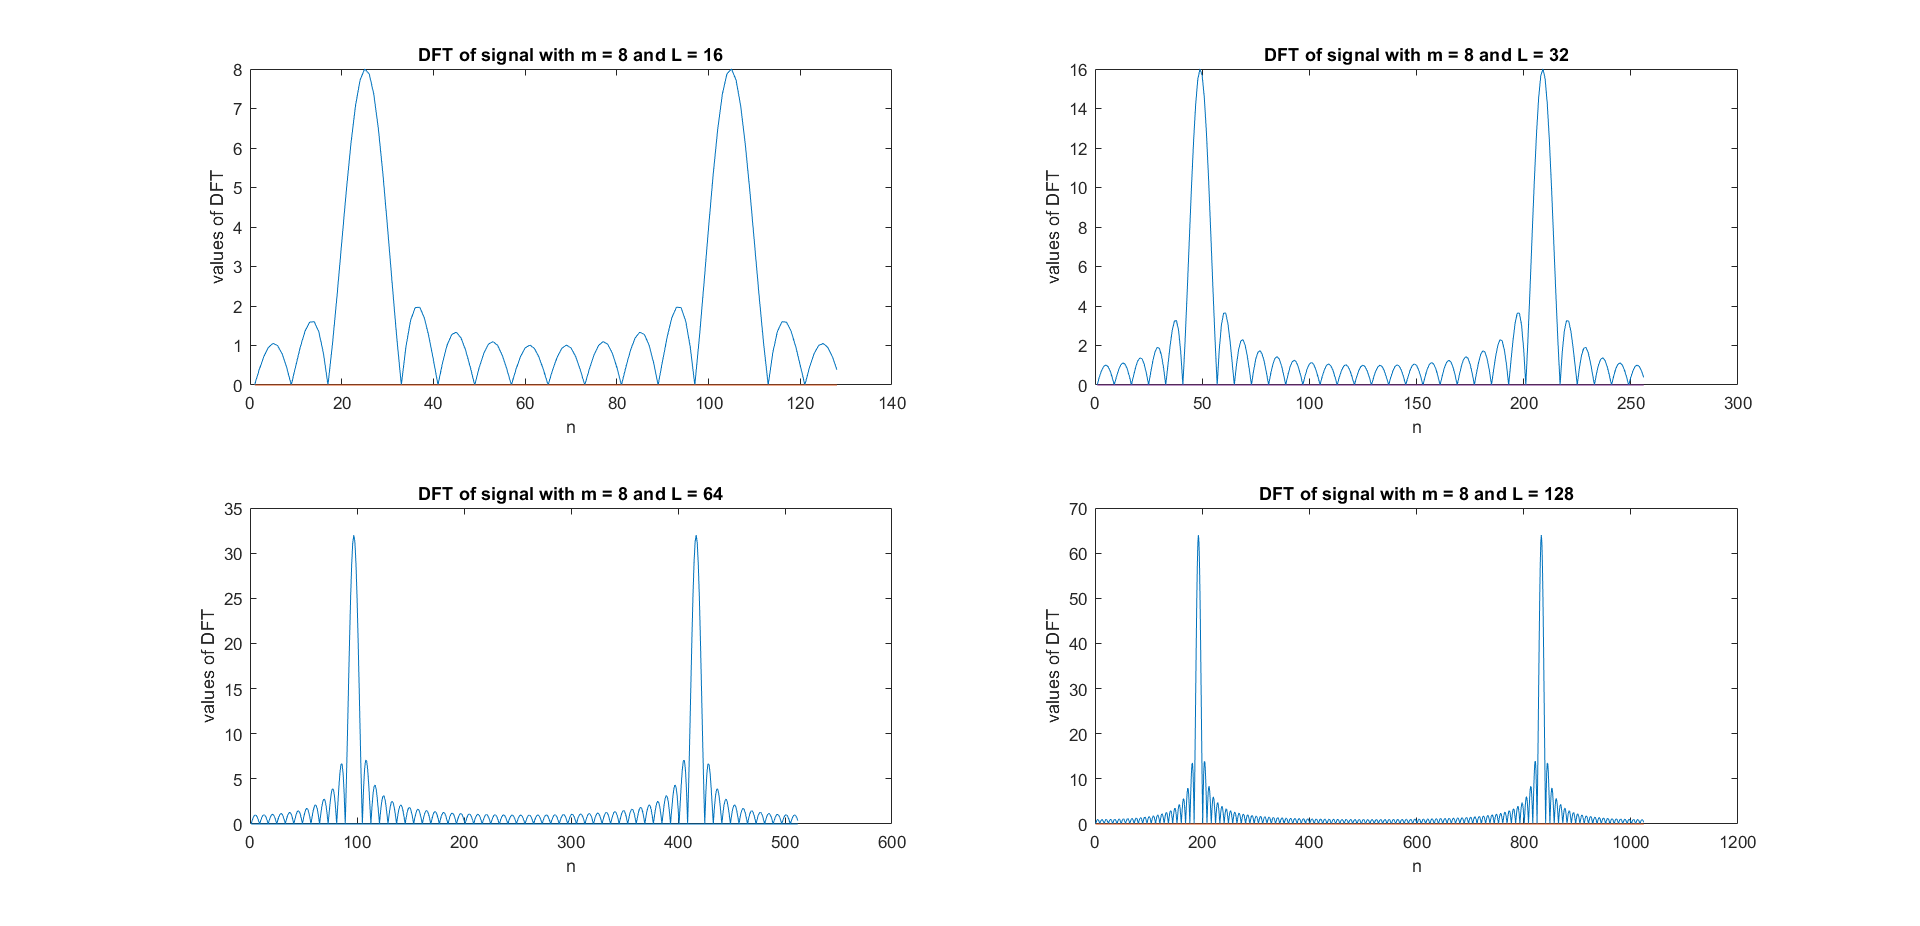 DFT of signal with m = 8 and L = 16
8
7
6
5
4
3
2
1
0
values of DFT
0 20 40 60 80 100 120 140
n
DFT of signal with m = 8 and L = 32
16
14
12
10
8
6
4
2
0
values of DFT
0 50 100 150 200 250 300
n
DFT of signal with m = 8 and L = 64
35
30
25
20
15
10
5
0
values of DFT
0 100 200 300 400 500 600
n
DFT of signal with m = 8 and L = 128
70
60
50
40
30
20
10
0
values of DFT
0 200 400 600 800 1000 1200
n